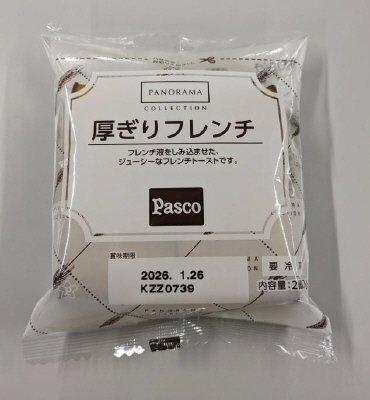 PANORAMA
COLLECTION
厚ぎりフレンチ
フレンチ液をしみ込ませた、
ジューシーなフレンチトーストです。
Pasco
賞味期限
2026. 1.26
KZZ0739
要冷
内容量:2
PANORAMA